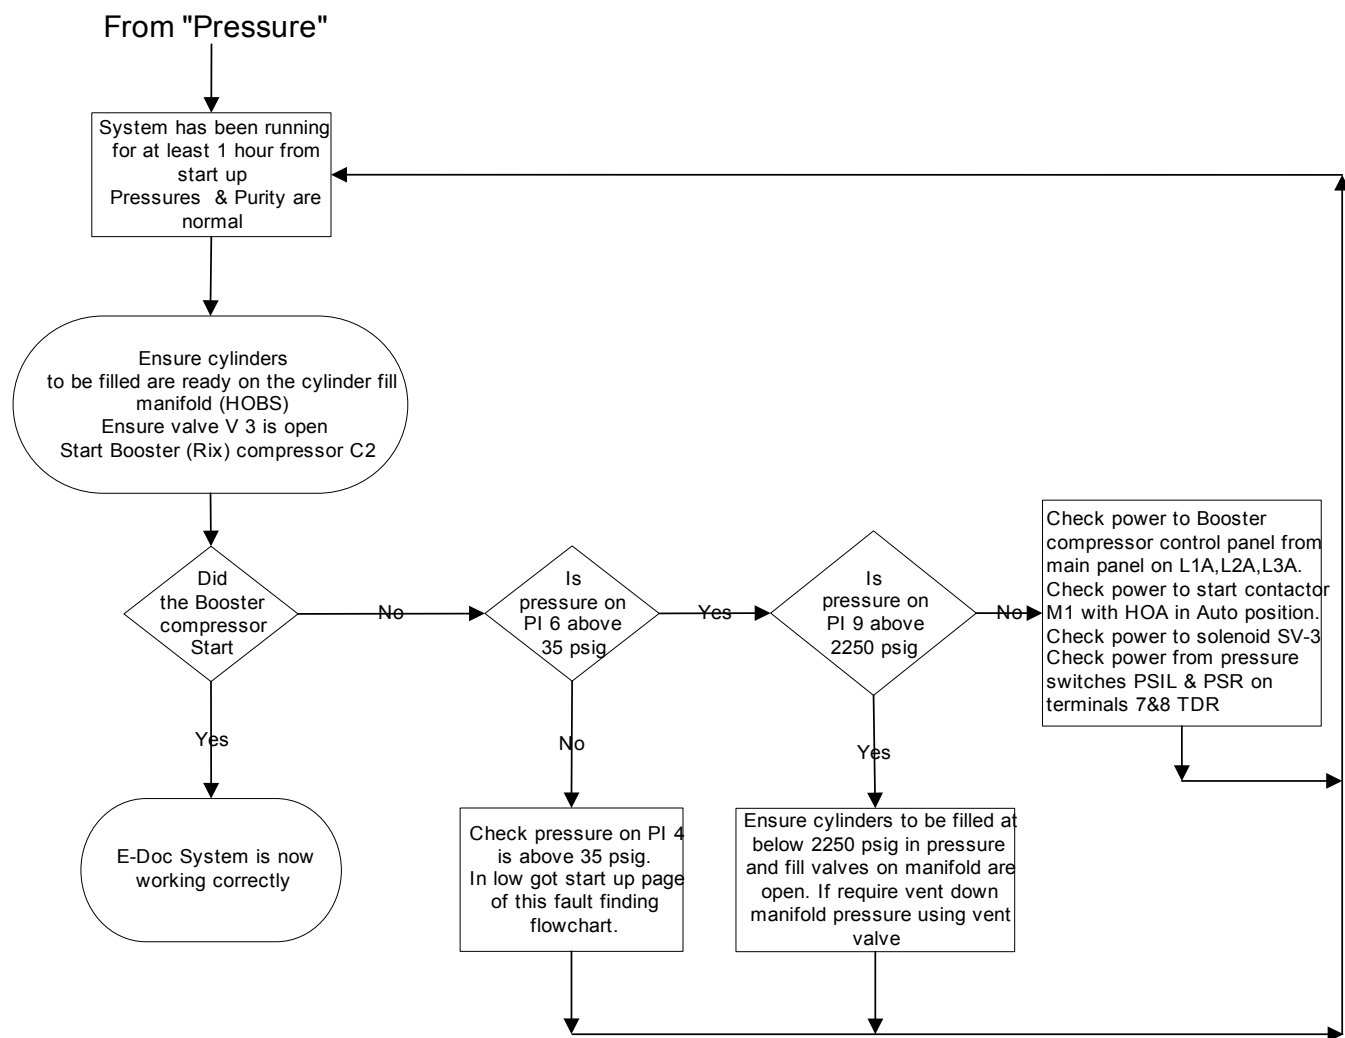 From "Pressure"
System has been running
for at least 1 hour from
start up
Pressures & Purity are
normal
Ensure cylinders
to be filled are ready on the cylinder fill
manifold (HOBS)
Ensure valve V 3 is open
Start Booster (Rix) compressor C2
Did
the Booster
compressor
Start
No
Is
pressure on
PI 6 above
35 psig
Yes
Is
pressure on
PI 9 above
2250 psig
No
Check power to Booster
compressor control panel from
main panel on L1A,L2A,L3A.
Check power to start contactor
M1 with HOA in Auto position.
Check power to solenoid SV-3
Check power from pressure
switches PSIL & PSR on
terminals 7&8 TDR
Yes
No
Yes
E-Doc System is now
working correctly
Check pressure on PI 4
is above 35 psig.
In low got start up page
of this fault finding
flowchart.
Ensure cylinders to be filled at
below 2250 psig in pressure
and fill valves on manifold are
open. If require vent down
manifold pressure using vent
valve